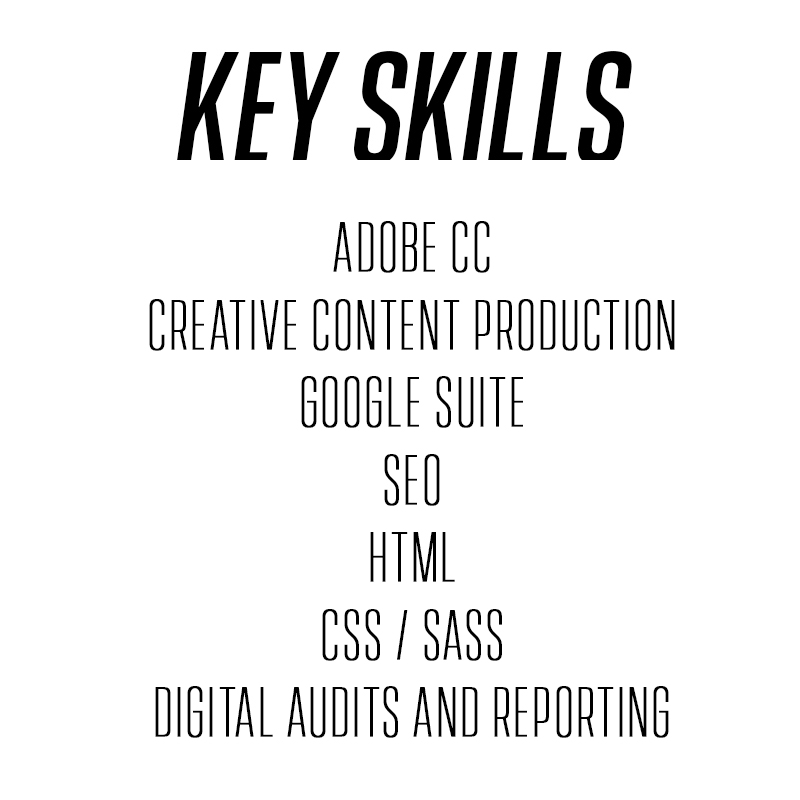 KEY SKILLS
ADOBE CC
CREATIVE CONTENT PRODUCTION
GOOGLE SUITE
SEO
HTML
CSS / SASS
DIGITAL AUDITS AND REPORTING